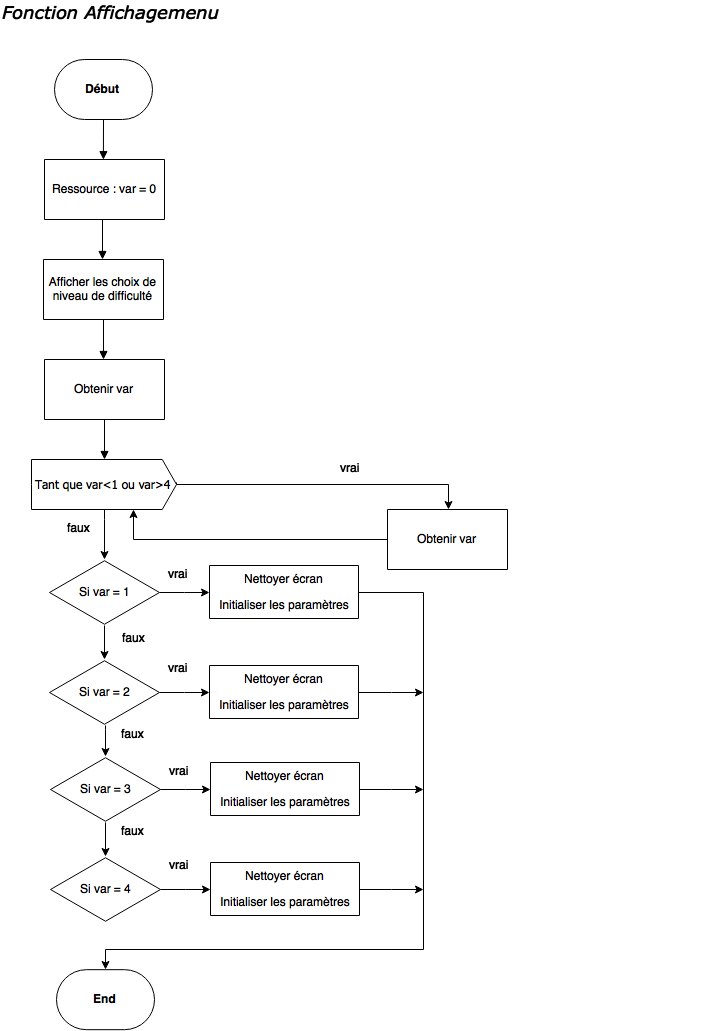 Fonction Affichagemenu
Début
Ressource : var = 0
Afficher les choix de
niveau de difficulté
Obtenir var
Tant que var<1 ou var>4
vrai
Obtenir var
faux
Si var = 1
vrai
Nettoyer écran
Initialiser les paramètres
faux
Si var = 2
vrai
Nettoyer écran
Initialiser les paramètres
faux
Si var = 3
vrai
Nettoyer écran
Initialiser les paramètres
faux
Si var = 4
vrai
Nettoyer écran
Initialiser les paramètres
End